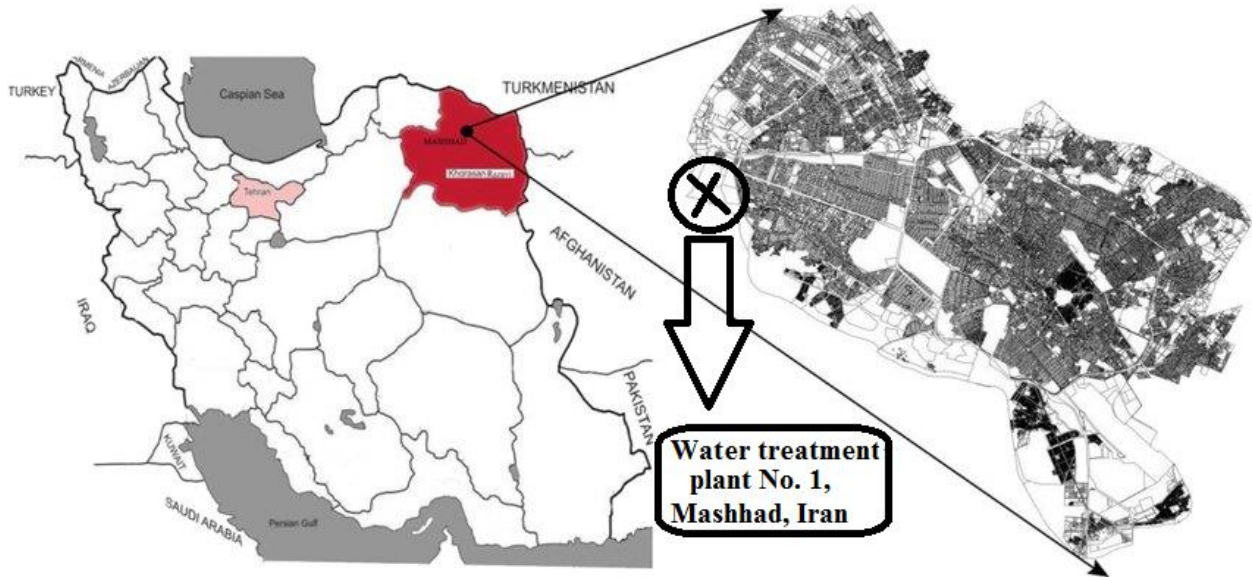 ARMENIA
AZERBAIJAN
TURKEY
Caspian Sea
TURKMENISTAN
MASHHAD
Khorasan Razavi
Tehran
AFGHANISTAN
IRAQ
PAKISTAN
KUWAIT
SAUDI ARABIA
Persian Gulf
X
Water treatment
plant No. 1,
Mashhad, Iran